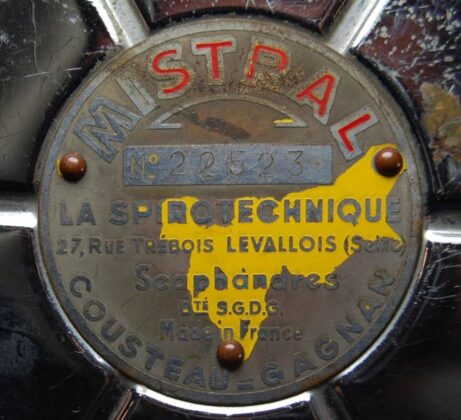 MISTRAL
No 22523
LA SPIROTECHNIQUE
27, RUE TRÉBOIS LEVALLOIS (Seine)
Scaphandres
BTÉ S.G.D.G.
Made in France
COUSTEAU=GAGNAN